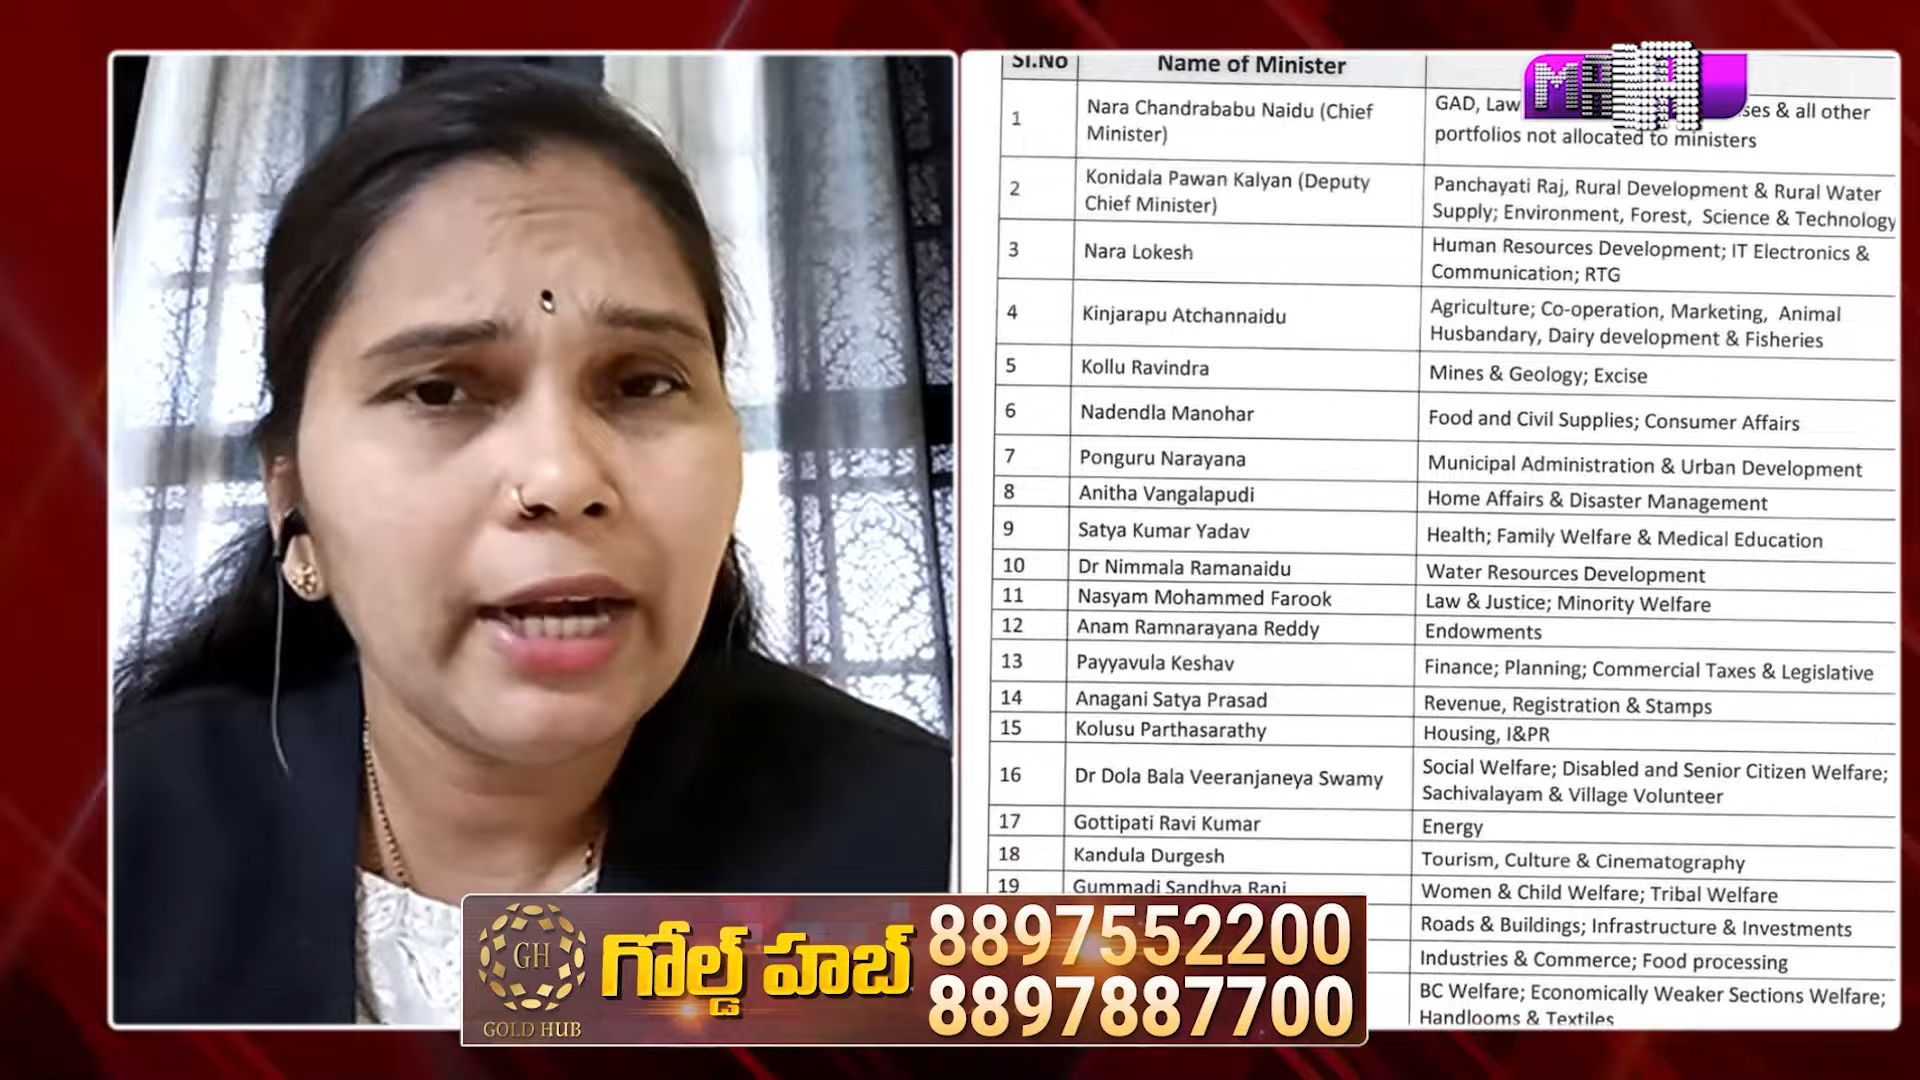 Sl.No Name of Minister
MAHAA
1 Nara Chandrababu Naidu (Chief Minister) GAD, Law ses & all other portfolios not allocated to ministers
2 Konidala Pawan Kalyan (Deputy Chief Minister) Panchayati Raj, Rural Development & Rural Water Supply; Environment, Forest, Science & Technology
3 Nara Lokesh Human Resources Development; IT Electronics & Communication; RTG
4 Kinjarapu Atchannaidu Agriculture; Co-operation, Marketing, Animal Husbandary, Dairy development & Fisheries
5 Kollu Ravindra Mines & Geology; Excise
6 Nadendla Manohar Food and Civil Supplies; Consumer Affairs
7 Ponguru Narayana Municipal Administration & Urban Development
8 Anitha Vangalapudi Home Affairs & Disaster Management
9 Satya Kumar Yadav Health; Family Welfare & Medical Education
10 Dr Nimmala Ramanaidu Water Resources Development
11 Nasyam Mohammed Farook Law & Justice; Minority Welfare
12 Anam Ramnarayana Reddy Endowments
13 Payyavula Keshav Finance; Planning; Commercial Taxes & Legislative
14 Anagani Satya Prasad Revenue, Registration & Stamps
15 Kolusu Parthasarathy Housing, I&PR
16 Dr Dola Bala Veeranjaneya Swamy Social Welfare; Disabled and Senior Citizen Welfare; Sachivalayam & Village Volunteer
17 Gottipati Ravi Kumar Energy
18 Kandula Durgesh Tourism, Culture & Cinematography
19 Gummadi Sandhya Rani Women & Child Welfare; Tribal Welfare
Roads & Buildings; Infrastructure & Investments
Industries & Commerce; Food processing
BC Welfare; Economically Weaker Sections Welfare; Handlooms & Textiles
GH
GOLD HUB
గోల్డ్ హబ్
8897552200
8897887700